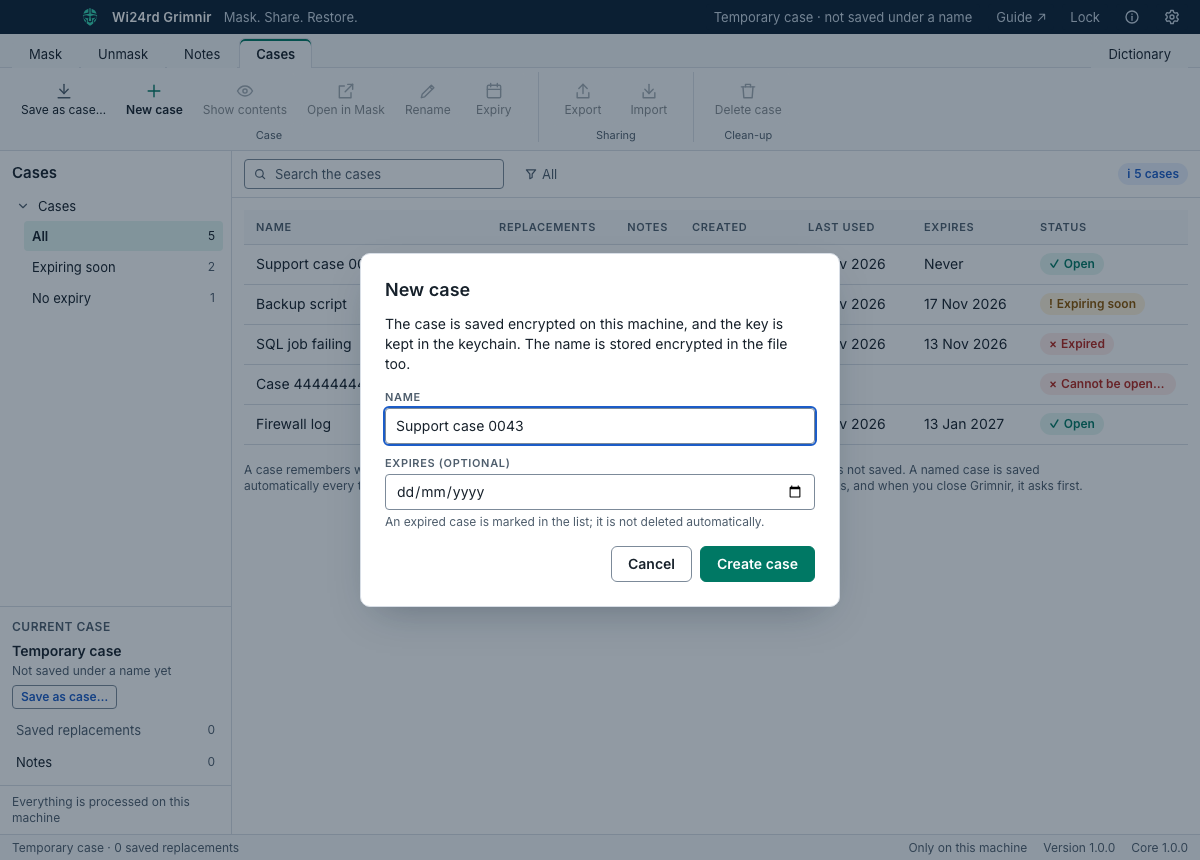 Wi24rd Grimnir Mask. Share. Restore. Temporary case · not saved under a name Guide ↗ Lock
Mask Unmask Notes Cases Dictionary
Save as case... New case Show contents Open in Mask Rename Expiry Export Import Delete case
Case Sharing Clean-up
Cases
Search the cases All i 5 cases
Cases
All 5
Expiring soon 2
No expiry 1
NAME REPLACEMENTS NOTES CREATED LAST USED EXPIRES STATUS
Support case 00 v 2026 Never ✓ Open
Backup script v 2026 17 Nov 2026 ! Expiring soon
SQL job failing v 2026 13 Nov 2026 × Expired
Case 4444444 × Cannot be open...
Firewall log v 2026 13 Jan 2027 ✓ Open
A case remembers s not saved. A named case is saved
automatically every s, and when you close Grimnir, it asks first.
New case
The case is saved encrypted on this machine, and the key is
kept in the keychain. The name is stored encrypted in the file
too.
NAME
Support case 0043
EXPIRES (OPTIONAL)
dd/mm/yyyy
An expired case is marked in the list; it is not deleted automatically.
Cancel Create case
CURRENT CASE
Temporary case
Not saved under a name yet
Save as case...
Saved replacements 0
Notes 0
Everything is processed on this
machine
Temporary case · 0 saved replacements Only on this machine Version 1.0.0 Core 1.0.0